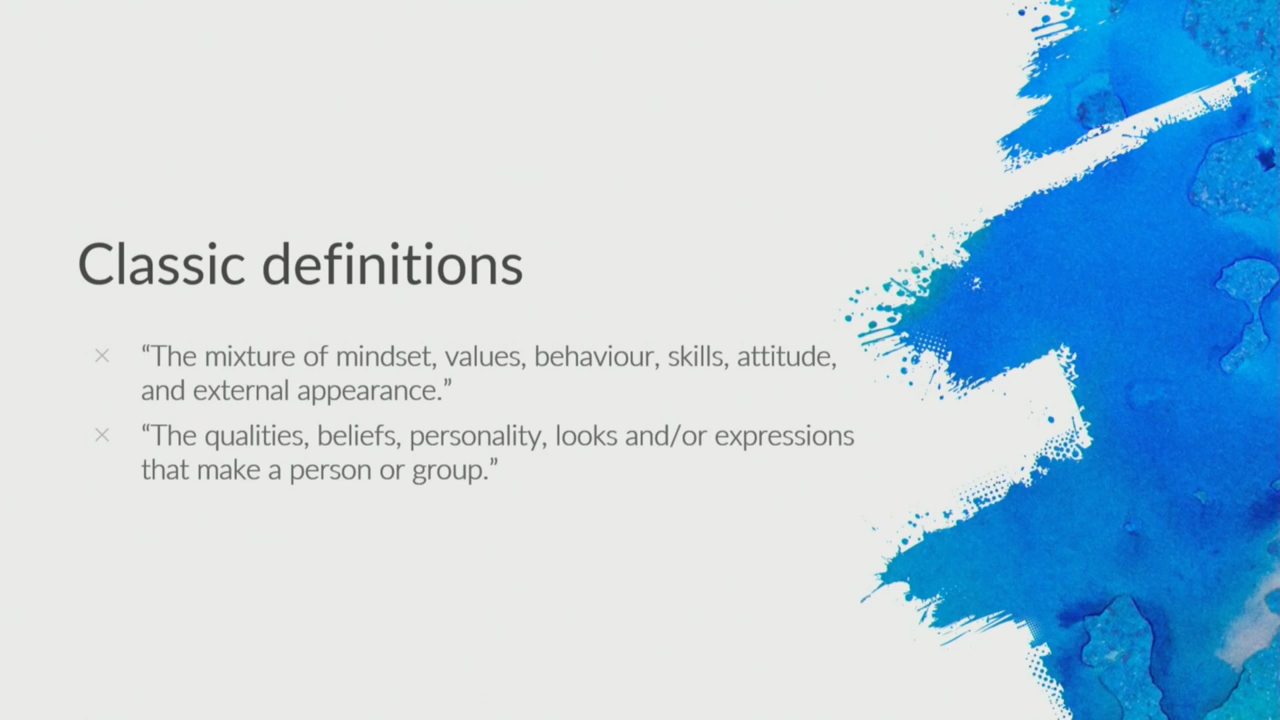 Classic definitions
× “The mixture of mindset, values, behaviour, skills, attitude,
and external appearance.”
× “The qualities, beliefs, personality, looks and/or expressions
that make a person or group.”